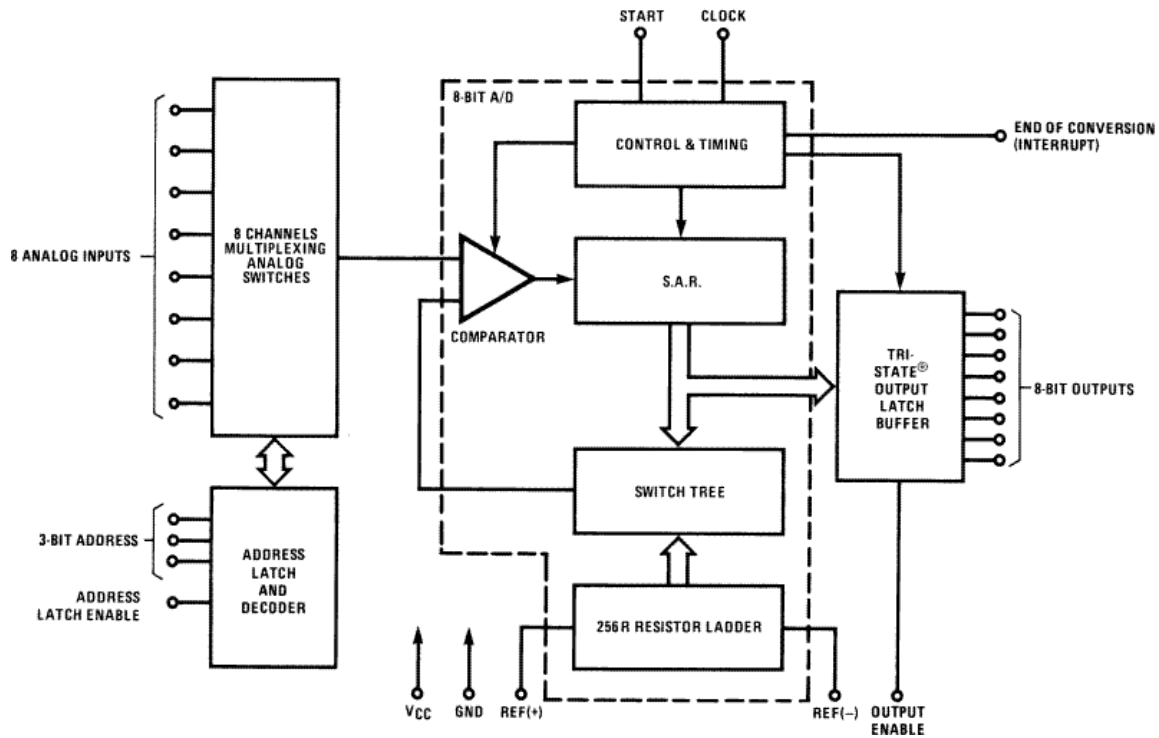 START
CLOCK
8-BIT A/D
CONTROL & TIMING
END OF CONVERSION
(INTERRUPT)
8 ANALOG INPUTS
8 CHANNELS
MULTIPLEXING
ANALOG
SWITCHES
S.A.R.
COMPARATOR
TRI-
STATE®
OUTPUT
LATCH
BUFFER
8-BIT OUTPUTS
SWITCH TREE
3-BIT ADDRESS
ADDRESS
LATCH ENABLE
ADDRESS
LATCH
AND
DECODER
256R RESISTOR LADDER
VCC
GND
REF(+)
REF(–)
OUTPUT
ENABLE